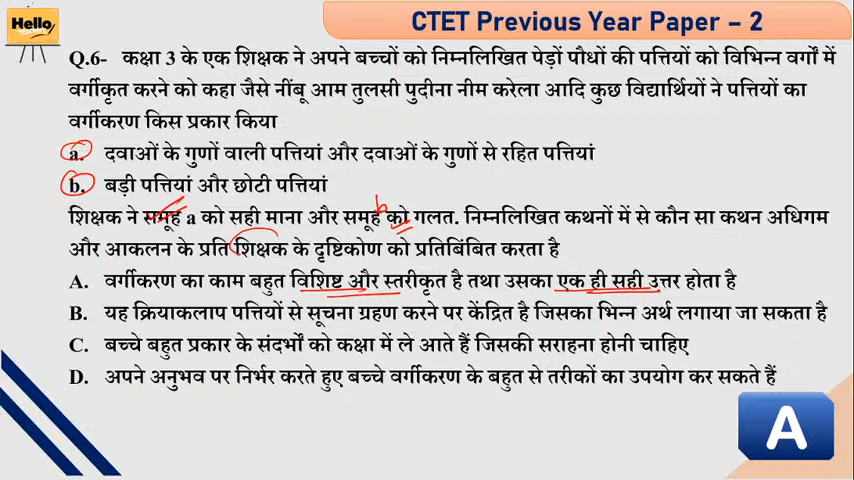 Hello
CTET Previous Year Paper – 2
Q.6- कक्षा 3 के एक शिक्षक ने अपने बच्चों को निम्नलिखित पेड़ों पौधों की पत्तियों को विभिन्न वर्गों में
वर्गीकृत करने को कहा जैसे नींबू आम तुलसी पुदीना नीम करेला आदि कुछ विद्यार्थियों ने पत्तियों का
वर्गीकरण किस प्रकार किया
a. दवाओं के गुणों वाली पत्तियां और दवाओं के गुणों से रहित पत्तियां
b. बड़ी पत्तियां और छोटी पत्तियां
शिक्षक ने समूह a को सही माना और समूह b को गलत. निम्नलिखित कथनों में से कौन सा कथन अधिगम
और आकलन के प्रति शिक्षक के दृष्टिकोण को प्रतिबिंबित करता है
A. वर्गीकरण का काम बहुत विशिष्ट और स्तरीकृत है तथा उसका एक ही सही उत्तर होता है
B. यह क्रियाकलाप पत्तियों से सूचना ग्रहण करने पर केंद्रित है जिसका भिन्न अर्थ लगाया जा सकता है
C. बच्चे बहुत प्रकार के संदर्भों को कक्षा में ले आते हैं जिसकी सराहना होनी चाहिए
D. अपने अनुभव पर निर्भर करते हुए बच्चे वर्गीकरण के बहुत से तरीकों का उपयोग कर सकते हैं
A